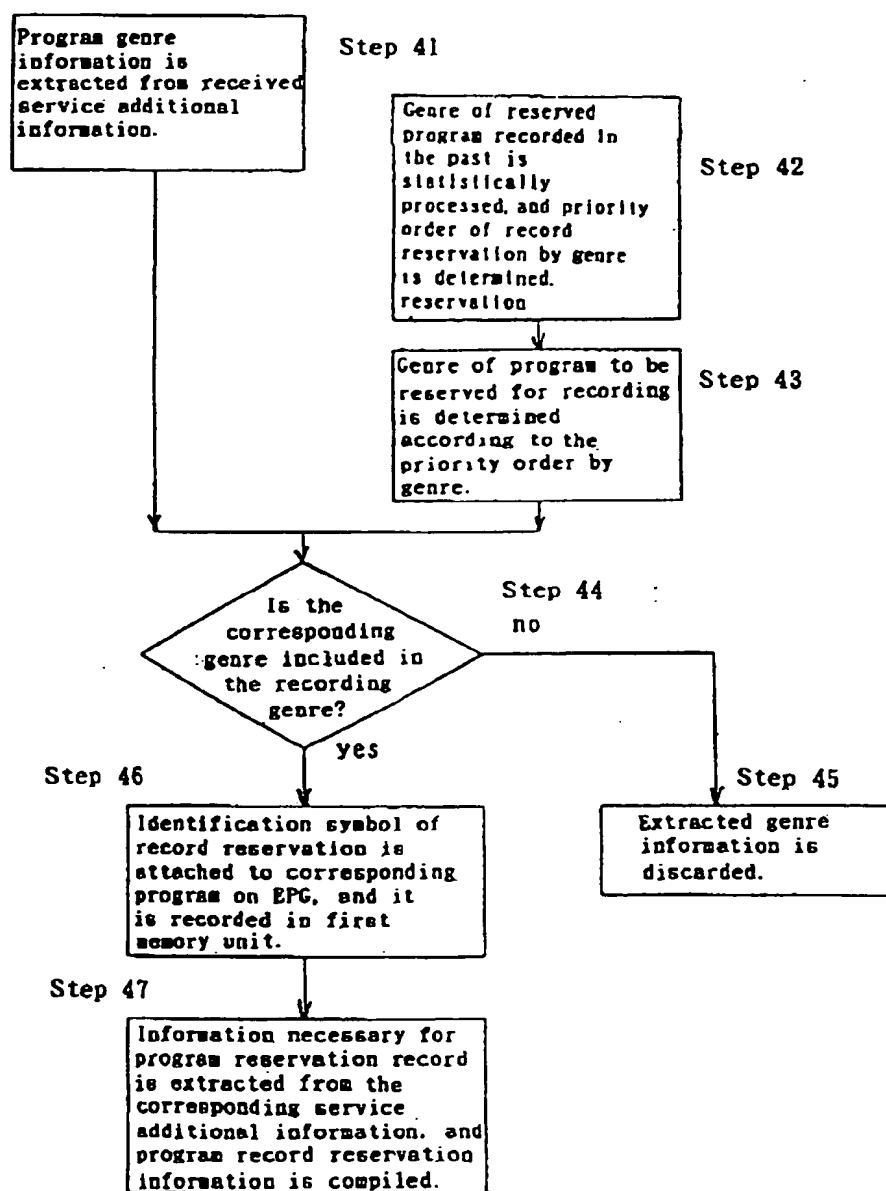 Program genre
information is
extracted from received
service additional
information.
Step 41
Genre of reserved
program recorded in
the past is
statistically
processed, and priority
order of record
reservation by genre
is determined.
reservation
Step 42
Genre of program to be
reserved for recording
is determined
according to the
priority order by
genre.
Step 43
Is the
corresponding
genre included in
the recording
genre?
Step 44
no
yes
Step 46
Identification symbol of
record reservation is
attached to corresponding
program on EPG, and it
is recorded in first
memory unit.
Step 45
Extracted genre
information is
discarded.
Step 47
Information necessary for
program reservation record
is extracted from the
corresponding service
additional information, and
program record reservation
information is compiled.